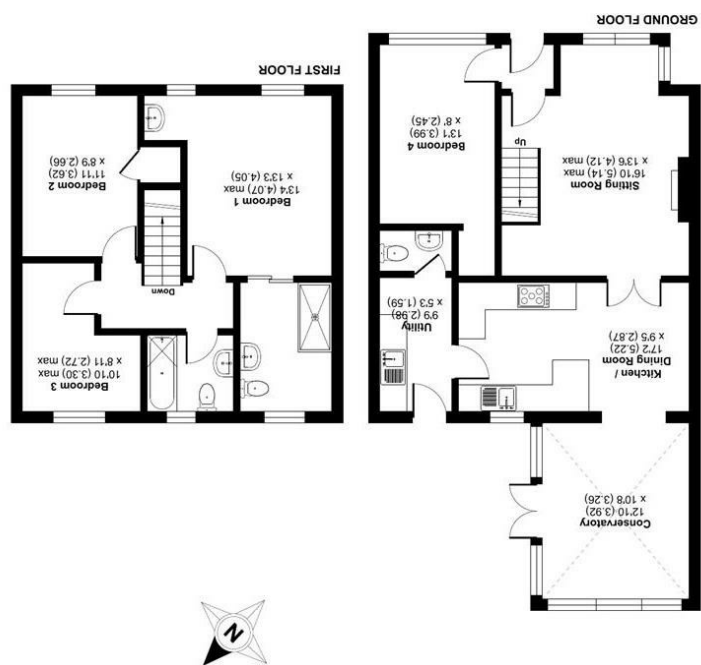 N
Conservatory
12'10 (3.92)
x 10'8 (3.26)
Kitchen /
Dining Room
17'2 (5.22)
x 9'5 (2.87)
Utility
9'9 (2.98)
x 5'3 (1.59)
Sitting Room
16'10 (5.14) max
x 13'6 (4.12) max
Up
Bedroom 4
13'1 (3.99)
x 8' (2.45)
GROUND FLOOR
Bedroom 3
10'10 (3.30) max
x 8'11 (2.72) max
Down
Bedroom 1
13'4 (4.07) max
x 13'3 (4.05)
Bedroom 2
11'11 (3.62)
x 8'9 (2.66)
FIRST FLOOR